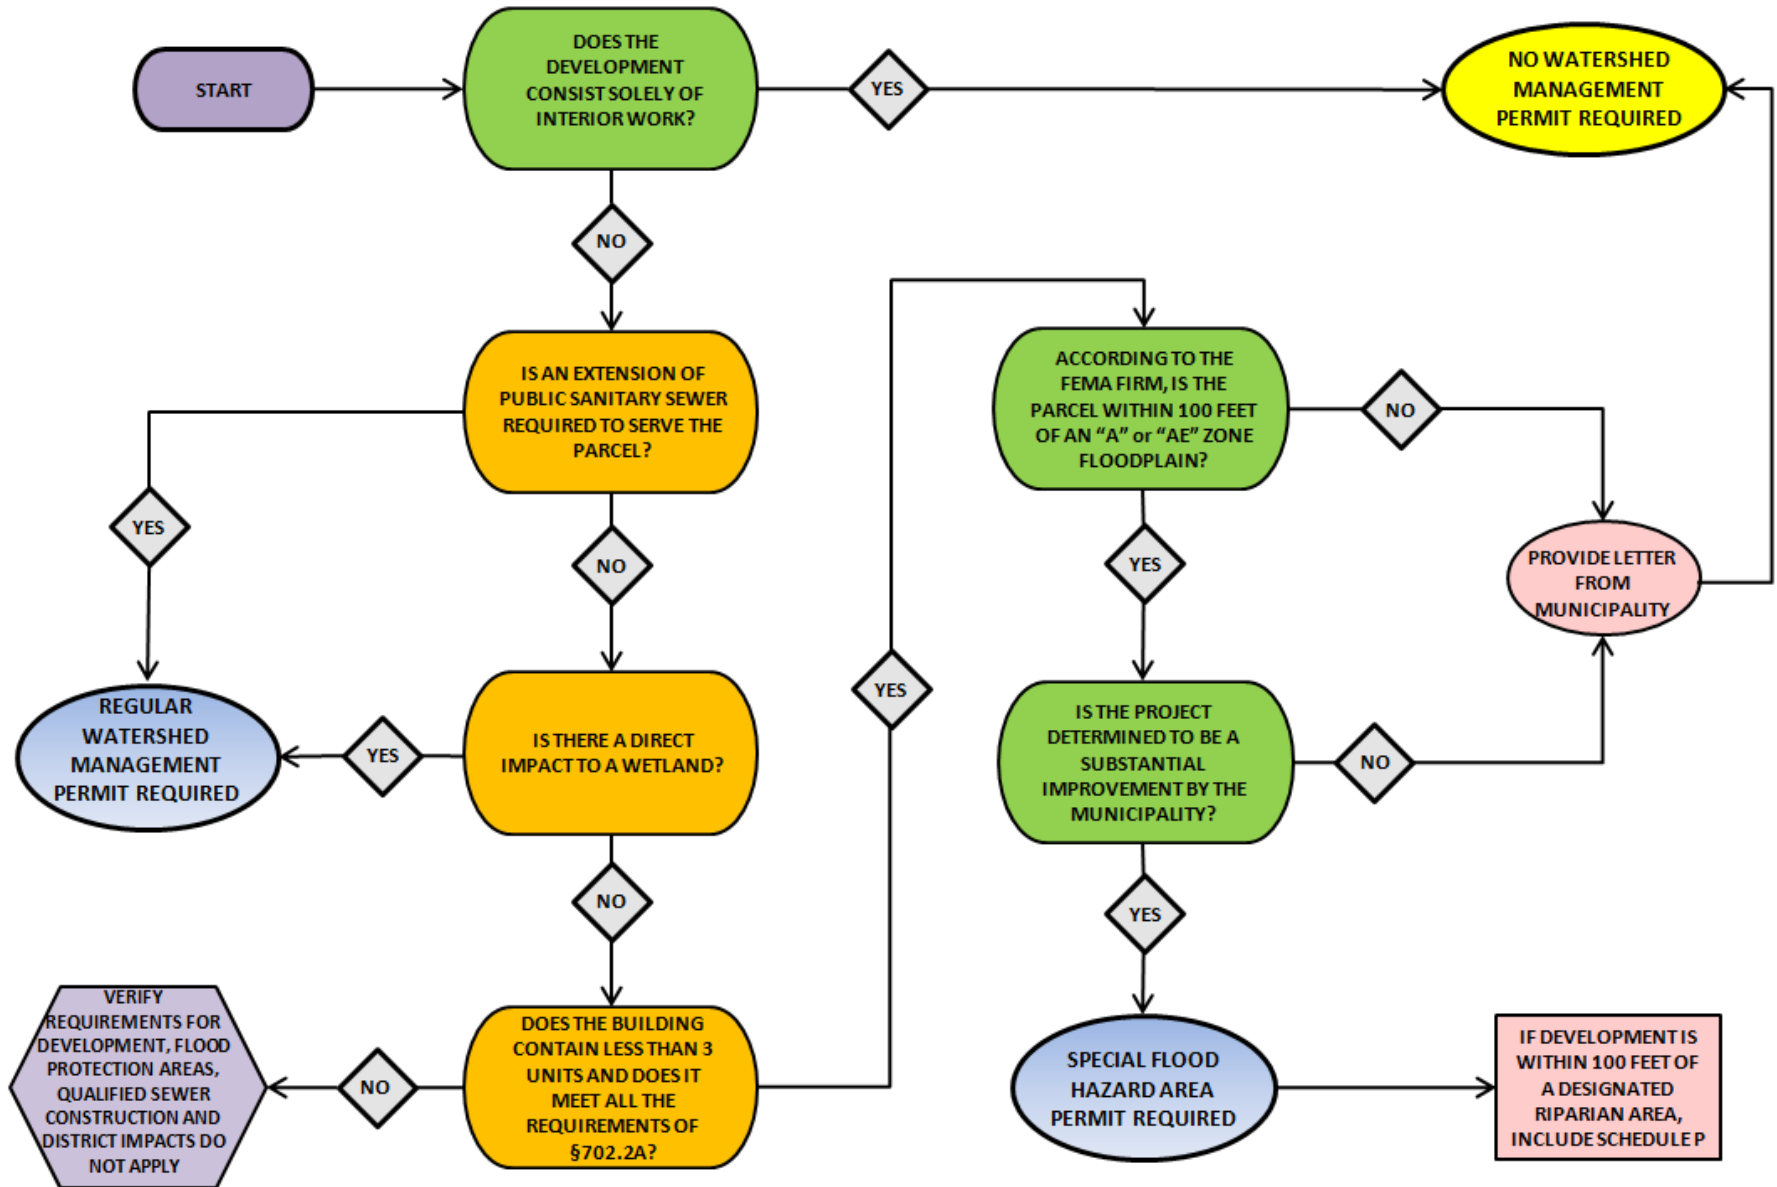 START
DOES THE
DEVELOPMENT
CONSIST SOLELY OF
INTERIOR WORK?
YES
NO WATERSHED
MANAGEMENT
PERMIT REQUIRED
NO
IS AN EXTENSION OF
PUBLIC SANITARY SEWER
REQUIRED TO SERVE THE
PARCEL?
YES
NO
REGULAR
WATERSHED
MANAGEMENT
PERMIT REQUIRED
YES
IS THERE A DIRECT
IMPACT TO A WETLAND?
NO
VERIFY
REQUIREMENTS FOR
DEVELOPMENT, FLOOD
PROTECTION AREAS,
QUALIFIED SEWER
CONSTRUCTION AND
DISTRICT IMPACTS DO
NOT APPLY
NO
DOES THE BUILDING
CONTAIN LESS THAN 3
UNITS AND DOES IT
MEET ALL THE
REQUIREMENTS OF
§702.2A?
YES
ACCORDING TO THE
FEMA FIRM, IS THE
PARCEL WITHIN 100 FEET
OF AN “A” or “AE” ZONE
FLOODPLAIN?
NO
YES
PROVIDE LETTER
FROM
MUNICIPALITY
IS THE PROJECT
DETERMINED TO BE A
SUBSTANTIAL
IMPROVEMENT BY THE
MUNICIPALITY?
NO
YES
SPECIAL FLOOD
HAZARD AREA
PERMIT REQUIRED
IF DEVELOPMENT IS
WITHIN 100 FEET OF
A DESIGNATED
RIPARIAN AREA,
INCLUDE SCHEDULE P